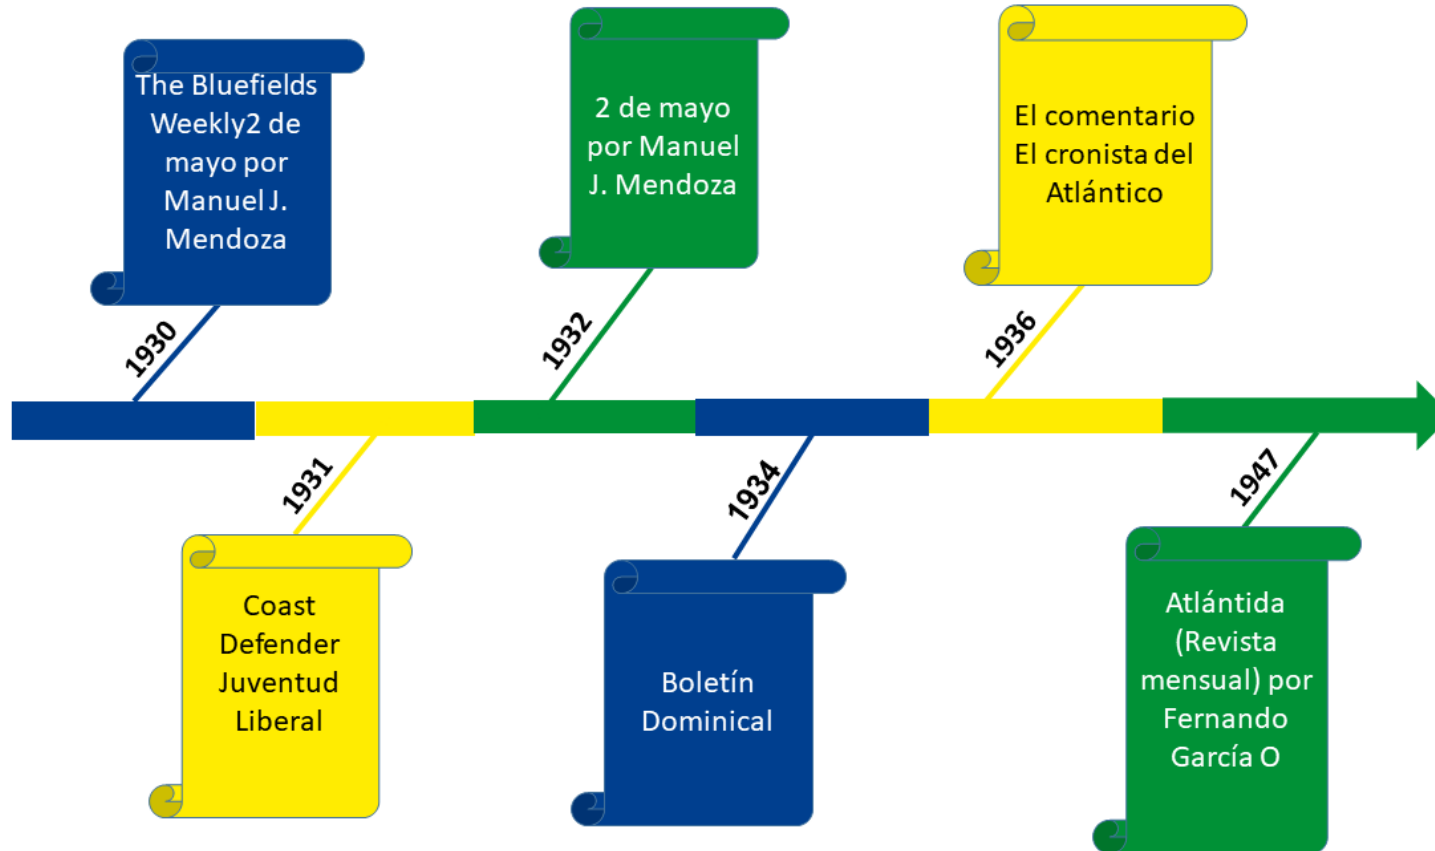 The Bluefields
Weekly2 de
mayo por
Manuel J.
Mendoza
1930
Coast
Defender
Juventud
Liberal
1931
2 de mayo
por Manuel
J. Mendoza
1932
Boletín
Dominical
1934
El comentario
El cronista del
Atlántico
1936
Atlántida
(Revista
mensual) por
Fernando
García O
1947